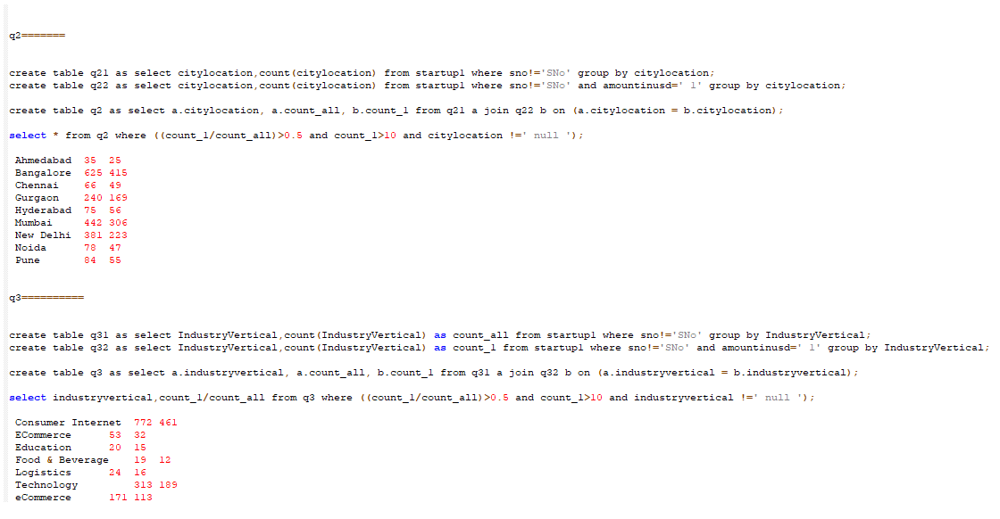 q2=======
create table q21 as select citylocation,count(citylocation) from startup1 where sno!='SNo' group by citylocation;
create table q22 as select citylocation,count(citylocation) from startup1 where sno!='SNo' and amountinusd=' 1' group by citylocation;
create table q2 as select a.citylocation, a.count_all, b.count_1 from q21 a join q22 b on (a.citylocation = b.citylocation);
select * from q2 where ((count_1/count_all)>0.5 and count_1>10 and citylocation !=' null ');
Ahmedabad 35 25
Bangalore 625 415
Chennai 66 49
Gurgaon 240 169
Hyderabad 75 56
Mumbai 442 306
New Delhi 381 223
Noida 78 47
Pune 84 55
q3==========
create table q31 as select IndustryVertical,count(IndustryVertical) as count_all from startup1 where sno!='SNo' group by IndustryVertical;
create table q32 as select IndustryVertical,count(IndustryVertical) as count_1 from startup1 where sno!='SNo' and amountinusd=' 1' group by IndustryVertical;
create table q3 as select a.industryvertical, a.count_all, b.count_1 from q31 a join q32 b on (a.industryvertical = b.industryvertical);
select industryvertical,count_1/count_all from q3 where ((count_1/count_all)>0.5 and count_1>10 and industryvertical !=' null ');
Consumer Internet 772 461
ECommerce 53 32
Education 20 15
Food & Beverage 19 12
Logistics 24 16
Technology 313 189
eCommerce 171 113